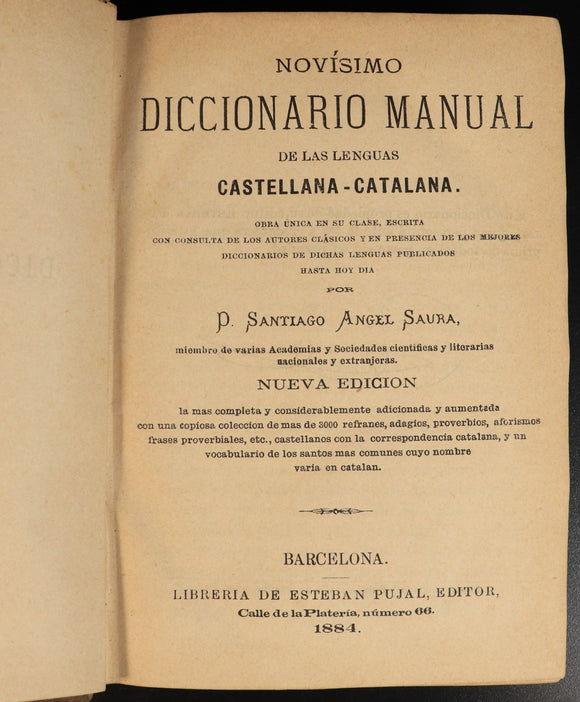 NOVÍSIMO
DICCIONARIO MANUAL
DE LAS LENGUAS
CASTELLANA-CATALANA.
OBRA ÚNICA EN SU CLASE, ESCRITA
CON CONSULTA DE LOS AUTORES CLÁSICOS Y EN PRESENCIA DE LOS MEJORES
DICCIONARIOS DE DICHAS LENGUAS PUBLICADOS
HASTA HOY DIA
POR
D. SANTIAGO ANGEL SAURA,
miembro de varias Academias y Sociedades científicas y literarias
nacionales y extranjeras.
NUEVA EDICION
la mas completa y considerablemente adicionada y aumentada
con una copiosa coleccion de mas de 3000 refranes, adagios, proverbios, aforismos
frases proverbiales, etc., castellanos con la correspondencia catalana, y un
vocabulario de los santos mas comunes cuyo nombre
varía en catalan.
BARCELONA.
LIBRERIA DE ESTEBAN PUJAL, EDITOR,
Calle de la Platería, número 66.
1884.